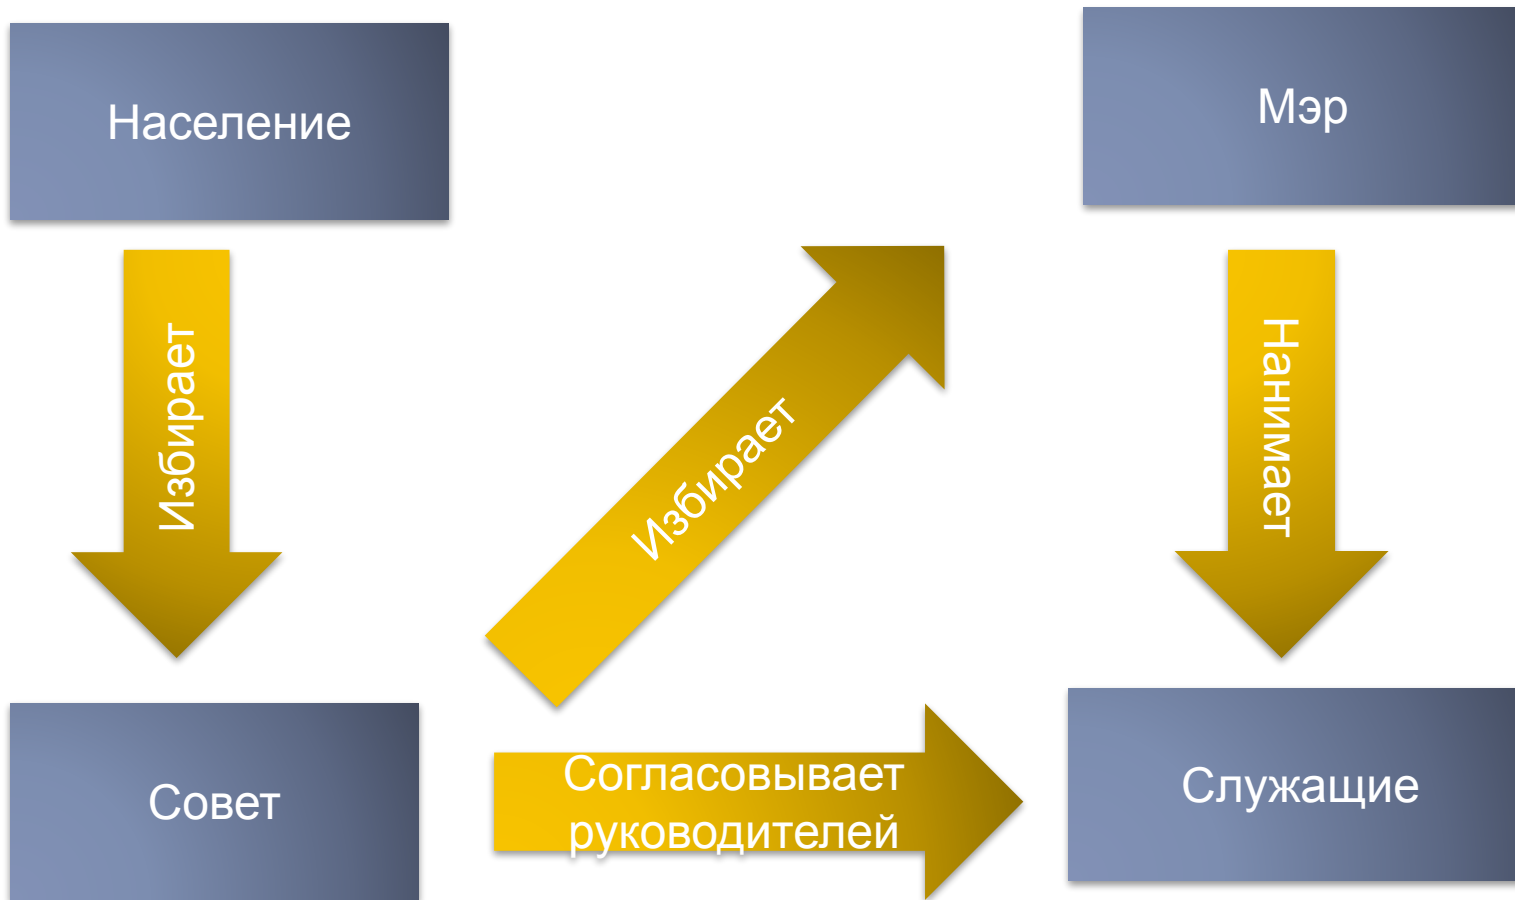 Население
Мэр
Избирает
Избирает
Нанимает
Согласовывает
руководителей
Совет
Служащие